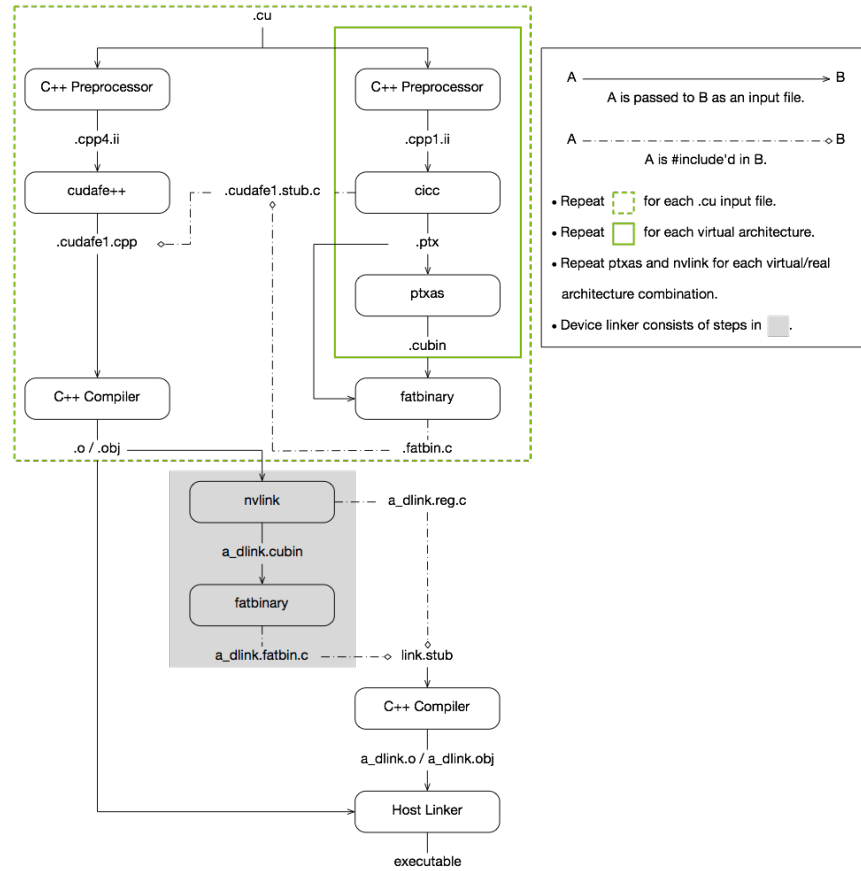 .cu
C++ Preprocessor
C++ Preprocessor
.cpp4.ii
.cpp1.ii
cudafe++
.cudafe1.stub.c
cicc
.cudafe1.cpp
.ptx
ptxas
.cubin
C++ Compiler
fatbinary
.o / .obj
.fatbin.c
nvlink
a_dlink.reg.c
a_dlink.cubin
fatbinary
a_dlink.fatbin.c
link.stub
C++ Compiler
a_dlink.o / a_dlink.obj
Host Linker
executable
A B
A is passed to B as an input file.
A B
A is #include'd in B.
• Repeat for each .cu input file.
• Repeat for each virtual architecture.
• Repeat ptxas and nvlink for each virtual/real
architecture combination.
• Device linker consists of steps in .